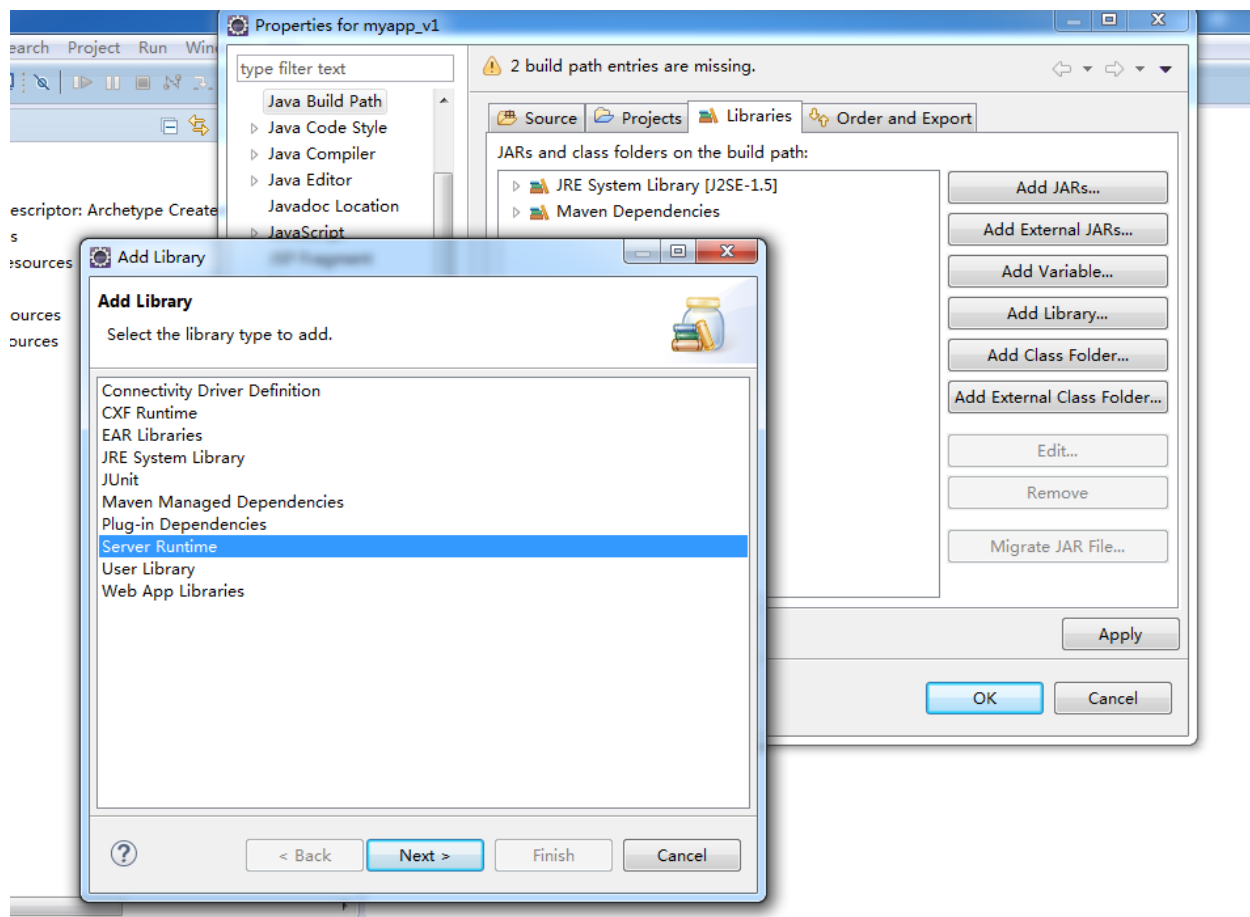 Properties for myapp_v1
earch Project Run Win
type filter text
2 build path entries are missing.
Java Build Path
Java Code Style
Java Compiler
Java Editor
Javadoc Location
JavaScript
Source
Projects
Libraries
Order and Export
JARs and class folders on the build path:
JRE System Library [J2SE-1.5]
Maven Dependencies
Add JARs...
Add External JARs...
Add Variable...
Add Library...
Add Class Folder...
Add External Class Folder...
Edit...
Remove
Migrate JAR File...
Apply
OK
Cancel
escriptor: Archetype Create
s
esources
ources
ources
Add Library
Add Library
Select the library type to add.
Connectivity Driver Definition
CXF Runtime
EAR Libraries
JRE System Library
JUnit
Maven Managed Dependencies
Plug-in Dependencies
Server Runtime
User Library
Web App Libraries
?
< Back
Next >
Finish
Cancel